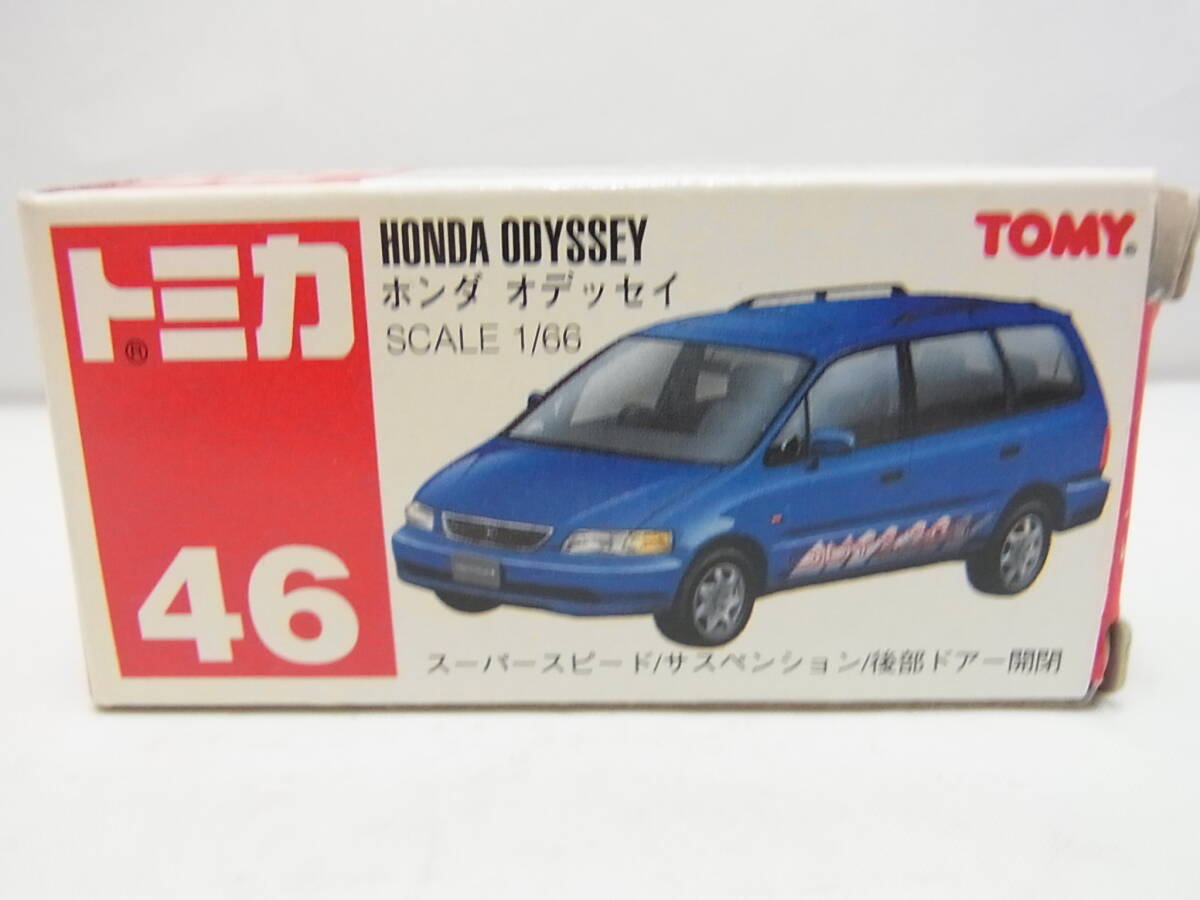 トミカ®
46
HONDA ODYSSEY
ホンダ オデッセイ
SCALE 1/66
TOMY®
スーパースピード/サスペンション/後部ドアー開閉